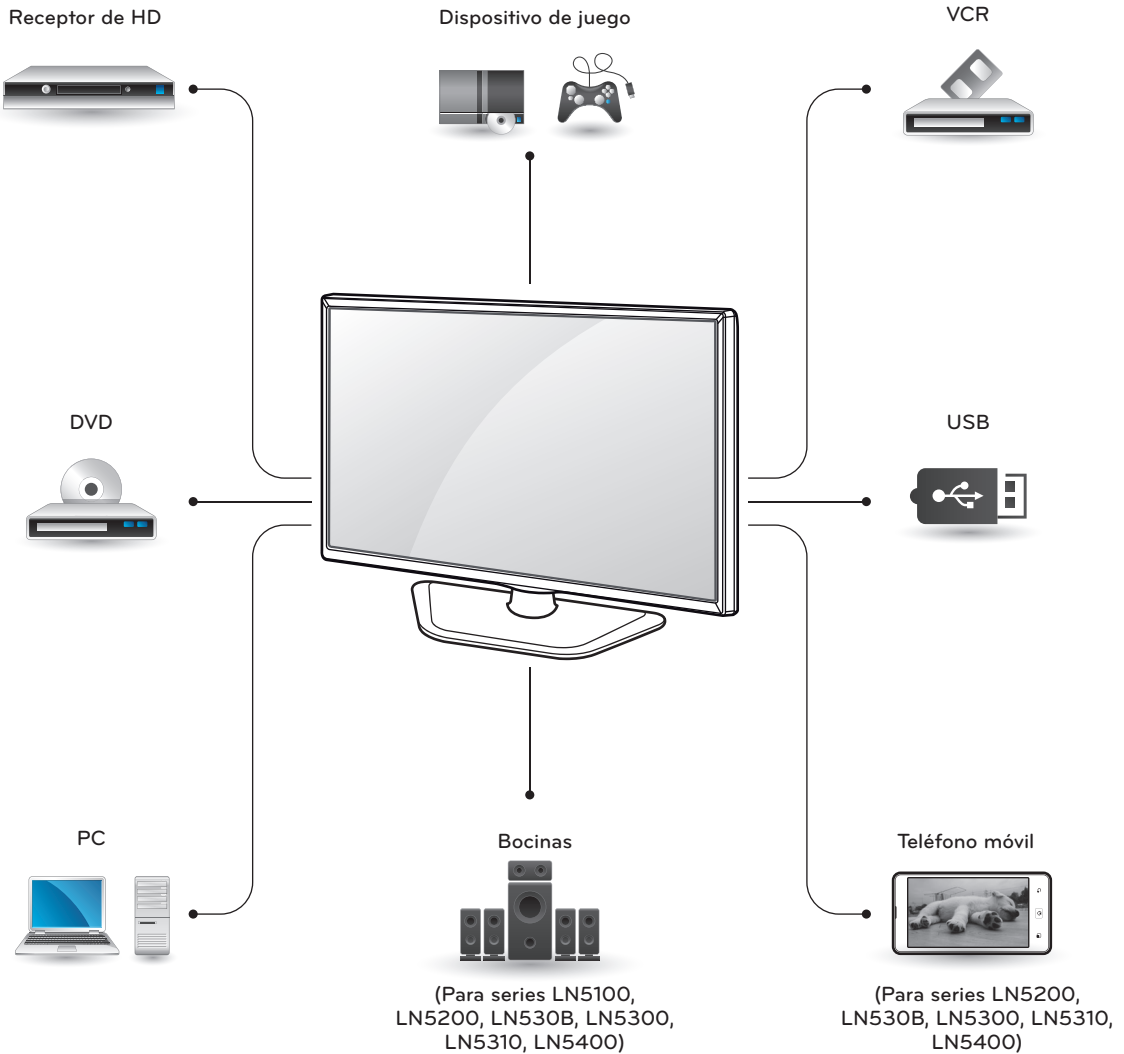 Receptor de HD
Dispositivo de juego
VCR
DVD
USB
PC
Bocinas
(Para series LN5100,
LN5200, LN530B, LN5300,
LN5310, LN5400)
Teléfono móvil
(Para series LN5200,
LN530B, LN5300, LN5310,
LN5400)